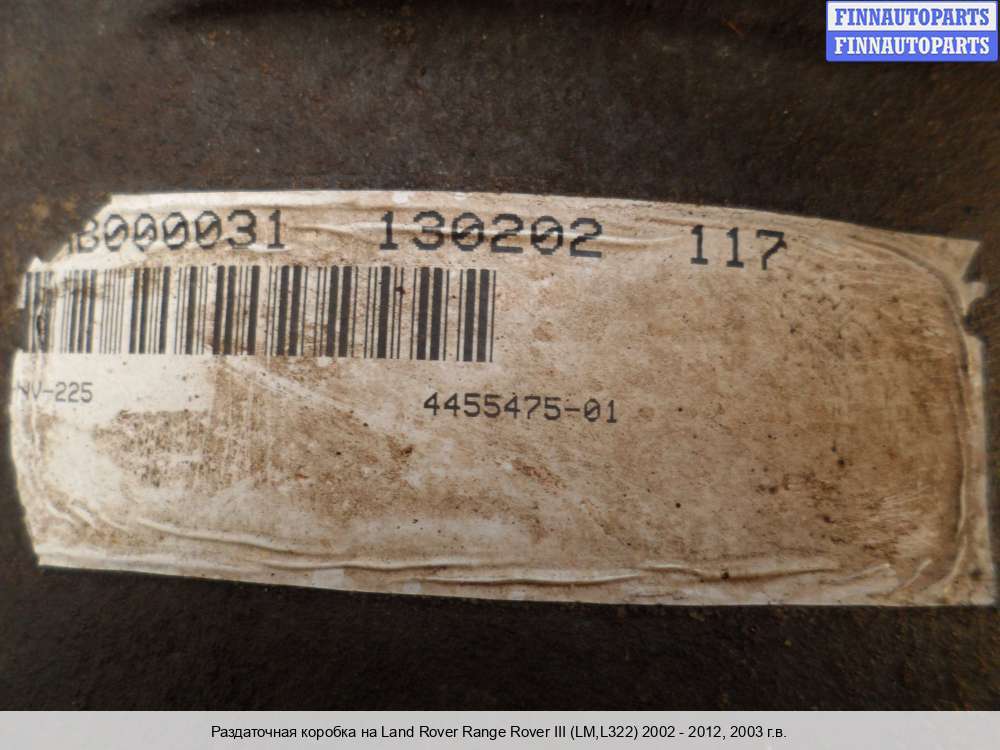 FINNAUTOPARTS
FINNAUTOPARTS
B000031 130202 117
NV-225
4455475-01
Раздаточная коробка на Land Rover Range Rover III (LM,L322) 2002 - 2012, 2003 г.в.